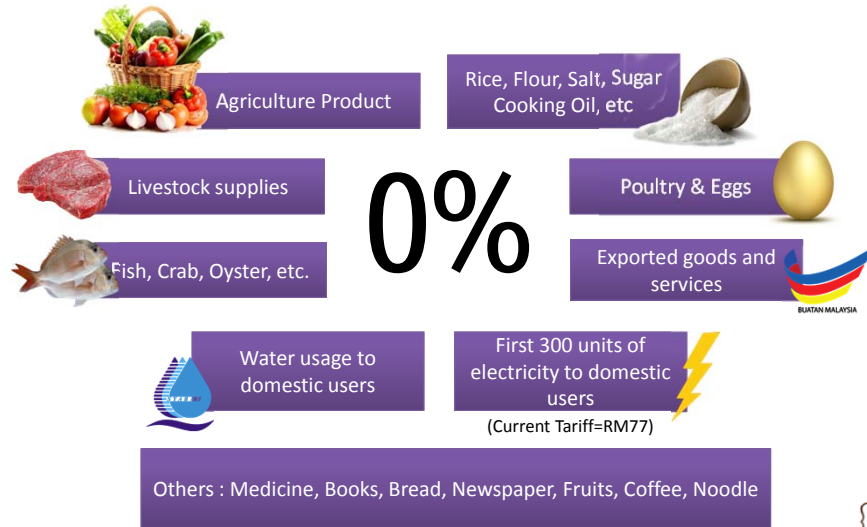 Agriculture Product
Rice, Flour, Salt, Sugar
Cooking Oil, etc
Livestock supplies
0%
Poultry & Eggs
Fish, Crab, Oyster, etc.
Exported goods and
services
BUATAN MALAYSIA
Water usage to
domestic users
First 300 units of
electricity to domestic
users
(Current Tariff=RM77)
Others : Medicine, Books, Bread, Newspaper, Fruits, Coffee, Noodle